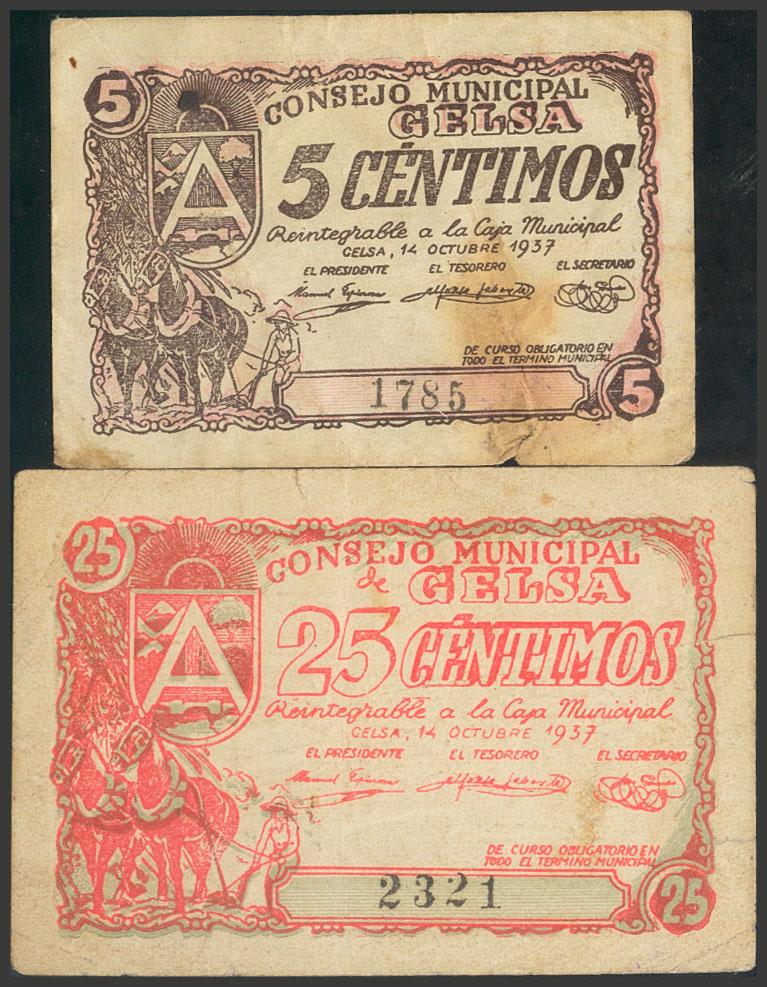 5
CONSEJO MUNICIPAL
GELSA
A
5 CÉNTIMOS
Reintegrable a la Caja Municipal
GELSA, 14 OCTUBRE 1937
EL PRESIDENTE EL TESORERO EL SECRETARIO
DE CURSO OBLIGATORIO EN
TODO EL TERMINO MUNICIPAL
1785
5
25
CONSEJO MUNICIPAL
de GELSA
A
25 CÉNTIMOS
Reintegrable a la Caja Municipal
GELSA, 14 OCTUBRE 1937
EL PRESIDENTE EL TESORERO EL SECRETARIO
DE CURSO OBLIGATORIO EN
TODO EL TERMINO MUNICIPAL
2321
25